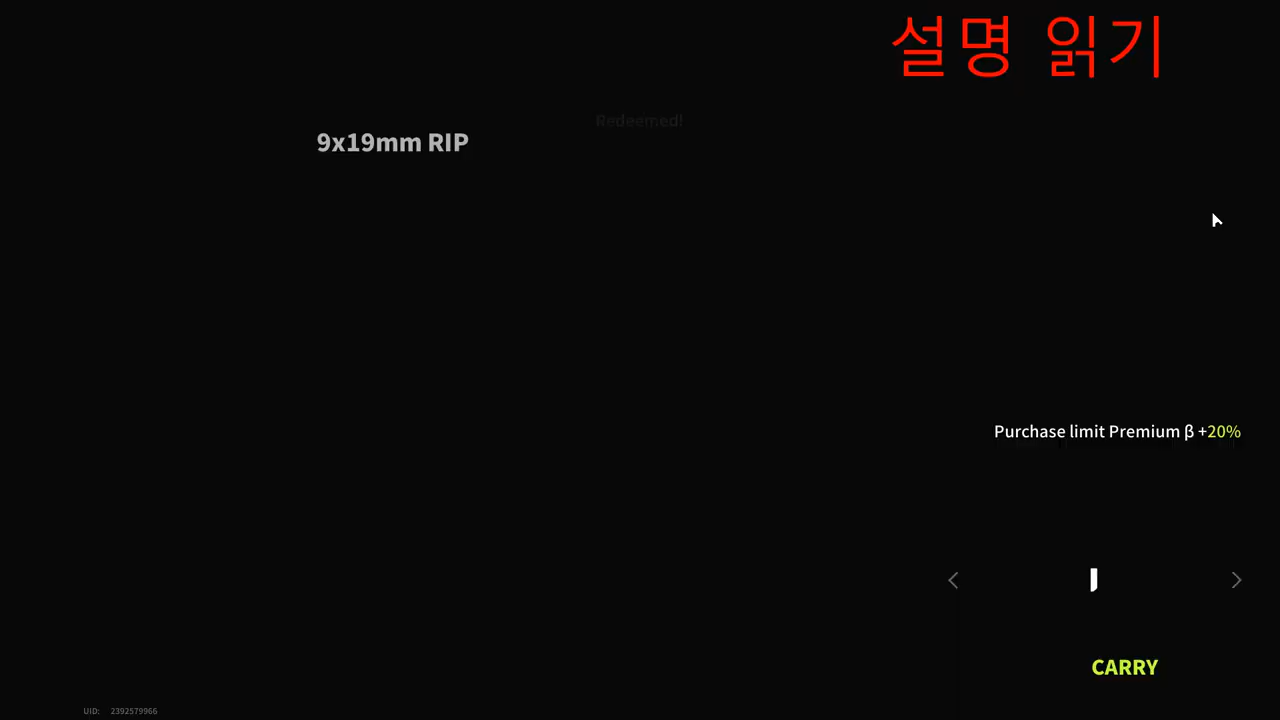 설명 읽기
Redeemed!
9x19mm RIP
Purchase limit Premium β +20%
CARRY
UID: 2392579966